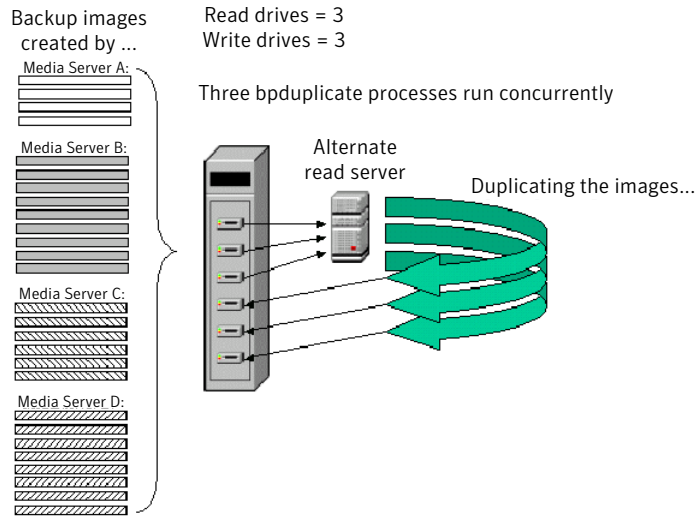 Backup images
created by ...
Read drives = 3
Write drives = 3
Media Server A:
Three bpduplicate processes run concurrently
Media Server B:
Alternate
read server
Duplicating the images...
Media Server C:
Media Server D: